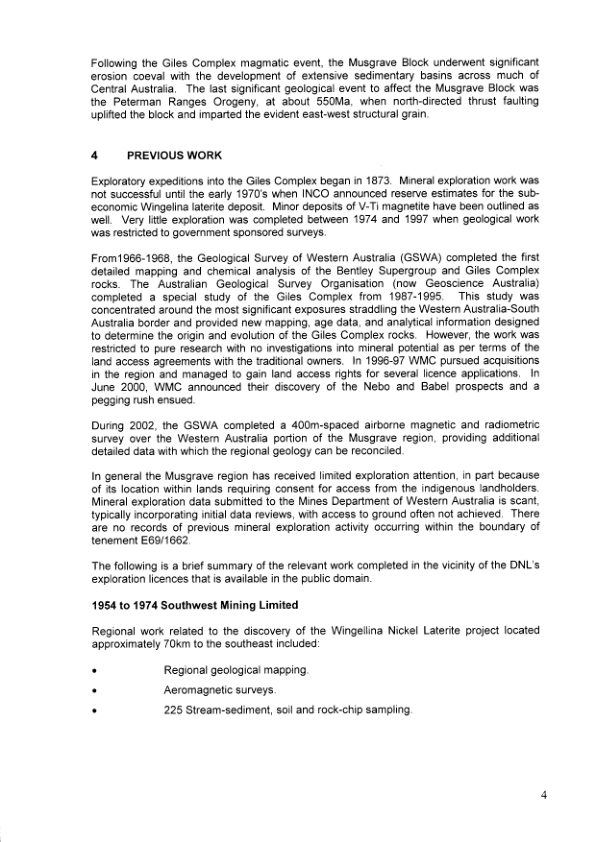 Following the Giles Complex magmatic event, the Musgrave Block underwent significant
erosion coeval with the development of extensive sedimentary basins across much of
Central Australia. The last significant geological event to affect the Musgrave Block was
the Peterman Ranges Orogeny, at about 550Ma, when north-directed thrust faulting
uplifted the block and imparted the evident east-west structural grain.
4 PREVIOUS WORK
Exploratory expeditions into the Giles Complex began in 1873. Mineral exploration work was
not successful until the early 1970's when INCO announced reserve estimates for the sub-
economic Wingelina laterite deposit. Minor deposits of V-Ti magnetite have been outlined as
well. Very little exploration was completed between 1974 and 1997 when geological work
was restricted to government sponsored surveys.
From1966-1968, the Geological Survey of Western Australia (GSWA) completed the first
detailed mapping and chemical analysis of the Bentley Supergroup and Giles Complex
rocks. The Australian Geological Survey Organisation (now Geoscience Australia)
completed a special study of the Giles Complex from 1987-1995. This study was
concentrated around the most significant exposures straddling the Western Australia-South
Australia border and provided new mapping, age data, and analytical information designed
to determine the origin and evolution of the Giles Complex rocks. However, the work was
restricted to pure research with no investigations into mineral potential as per terms of the
land access agreements with the traditional owners. In 1996-97 WMC pursued acquisitions
in the region and managed to gain land access rights for several licence applications. In
June 2000, WMC announced their discovery of the Nebo and Babel prospects and a
pegging rush ensued.
During 2002, the GSWA completed a 400m-spaced airborne magnetic and radiometric
survey over the Western Australia portion of the Musgrave region, providing additional
detailed data with which the regional geology can be reconciled.
In general the Musgrave region has received limited exploration attention, in part because
of its location within lands requiring consent for access from the indigenous landholders.
Mineral exploration data submitted to the Mines Department of Western Australia is scant,
typically incorporating initial data reviews, with access to ground often not achieved. There
are no records of previous mineral exploration activity occurring within the boundary of
tenement E69/1662.
The following is a brief summary of the relevant work completed in the vicinity of the DNL's
exploration licences that is available in the public domain.
1954 to 1974 Southwest Mining Limited
Regional work related to the discovery of the Wingellina Nickel Laterite project located
approximately 70km to the southeast included:
• Regional geological mapping.
• Aeromagnetic surveys.
• 225 Stream-sediment, soil and rock-chip sampling.
4